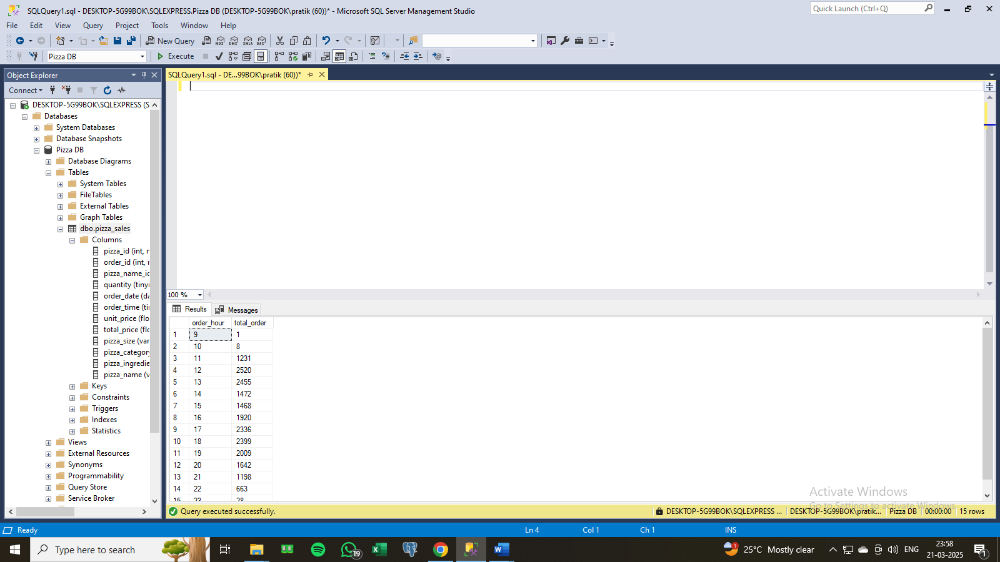 SQLQuery1.sql - DESKTOP-5G99BOK\SQLEXPRESS.Pizza DB (DESKTOP-5G99BOK\pratik (60))* - Microsoft SQL Server Management Studio
Quick Launch (Ctrl+Q)
File Edit View Query Project Tools Window Help
New Query
MDX DMX XMLA DAX
Pizza DB
Execute
Object Explorer
SQLQuery1.sql - DE...99BOK\pratik (60))*
Connect
DESKTOP-5G99BOK\SQLEXPRESS (S
Databases
System Databases
Database Snapshots
Pizza DB
Database Diagrams
Tables
System Tables
FileTables
External Tables
Graph Tables
dbo.pizza_sales
Columns
pizza_id (int, n
order_id (int, n
pizza_name_id
quantity (tinyi
order_date (da
order_time (ti
unit_price (flo
total_price (flo
pizza_size (var
pizza_category
pizza_ingredie
pizza_name (v
Keys
Constraints
Triggers
Indexes
Statistics
Views
External Resources
Synonyms
Programmability
Query Store
Service Broker
100 %
Results Messages
order_hour total_order
1 9 1
2 10 8
3 11 1231
4 12 2520
5 13 2455
6 14 1472
7 15 1468
8 16 1920
9 17 2336
10 18 2399
11 19 2009
12 20 1642
13 21 1198
14 22 663
15 23 28
Activate Windows
Go to Settings to activate Windows.
Query executed successfully.
DESKTOP-5G99BOK\SQLEXPRESS ... DESKTOP-5G99BOK\pratik... Pizza DB 00:00:00 15 rows
Ready
Ln 4 Col 1 Ch 1 INS
Type here to search
19
1
25°C Mostly clear
ENG
23:58
21-03-2025
1